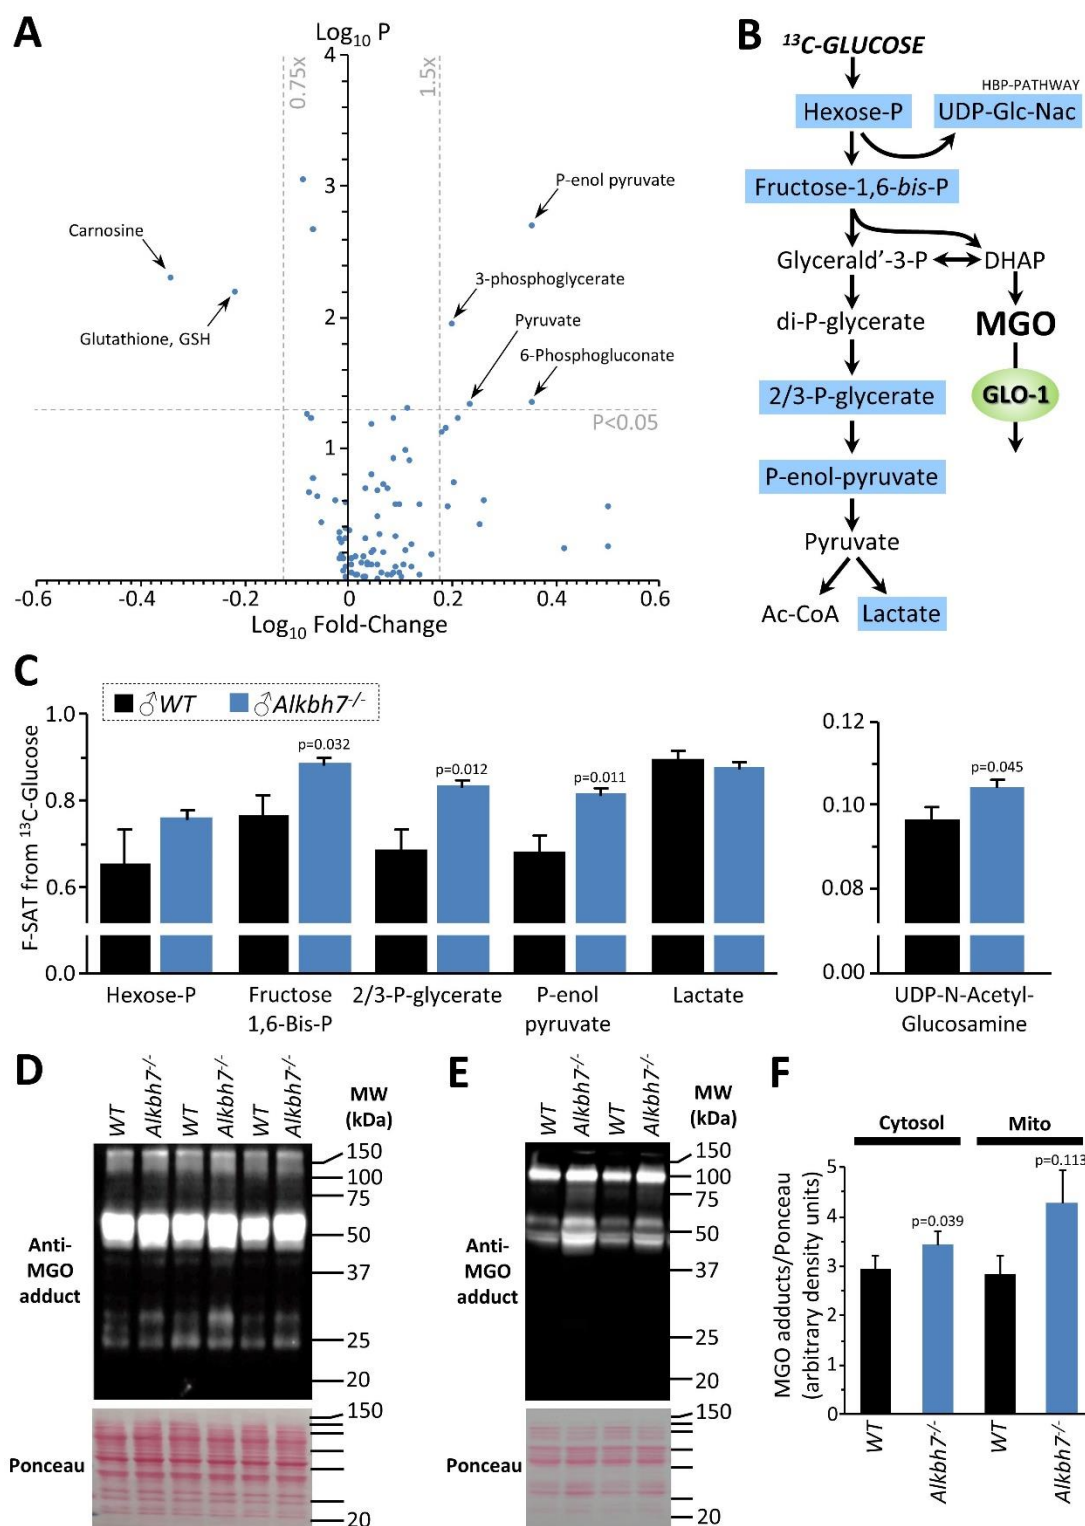 A
Log10 P
4
3
2
1
0.75x
1.5x
P-enol pyruvate
Carnosine
3-phosphoglycerate
Glutathione, GSH
Pyruvate
6-Phosphogluconate
P<0.05
-0.6
-0.4
-0.2
0
0.2
0.4
0.6
Log10 Fold-Change
B
13C-GLUCOSE
HBP-PATHWAY
Hexose-P
UDP-Glc-Nac
Fructose-1,6-bis-P
Glycerald'-3-P
DHAP
di-P-glycerate
MGO
2/3-P-glycerate
GLO-1
P-enol-pyruvate
Pyruvate
Ac-CoA
Lactate
C
♂WT
♂Alkbh7-/-
F-SAT from 13C-Glucose
1.0
0.8
0.6
0.0
p=0.032
p=0.012
p=0.011
Hexose-P
Fructose
1,6-Bis-P
2/3-P-glycerate
P-enol
pyruvate
Lactate
0.12
0.10
0.08
0.00
p=0.045
UDP-N-Acetyl-
Glucosamine
D
WT
Alkbh7-/-
WT
Alkbh7-/-
WT
Alkbh7-/-
MW
(kDa)
150
100
75
50
37
25
20
Anti-
MGO
adduct
150
Ponceau
20
E
WT
Alkbh7-/-
WT
Alkbh7-/-
MW
(kDa)
150
100
75
50
37
25
20
Anti-
MGO
adduct
150
Ponceau
20
F
Cytosol
Mito
MGO adducts/Ponceau
(arbitrary density units)
5
4
3
2
1
0
p=0.039
p=0.113
WT
Alkbh7-/-
WT
Alkbh7-/-